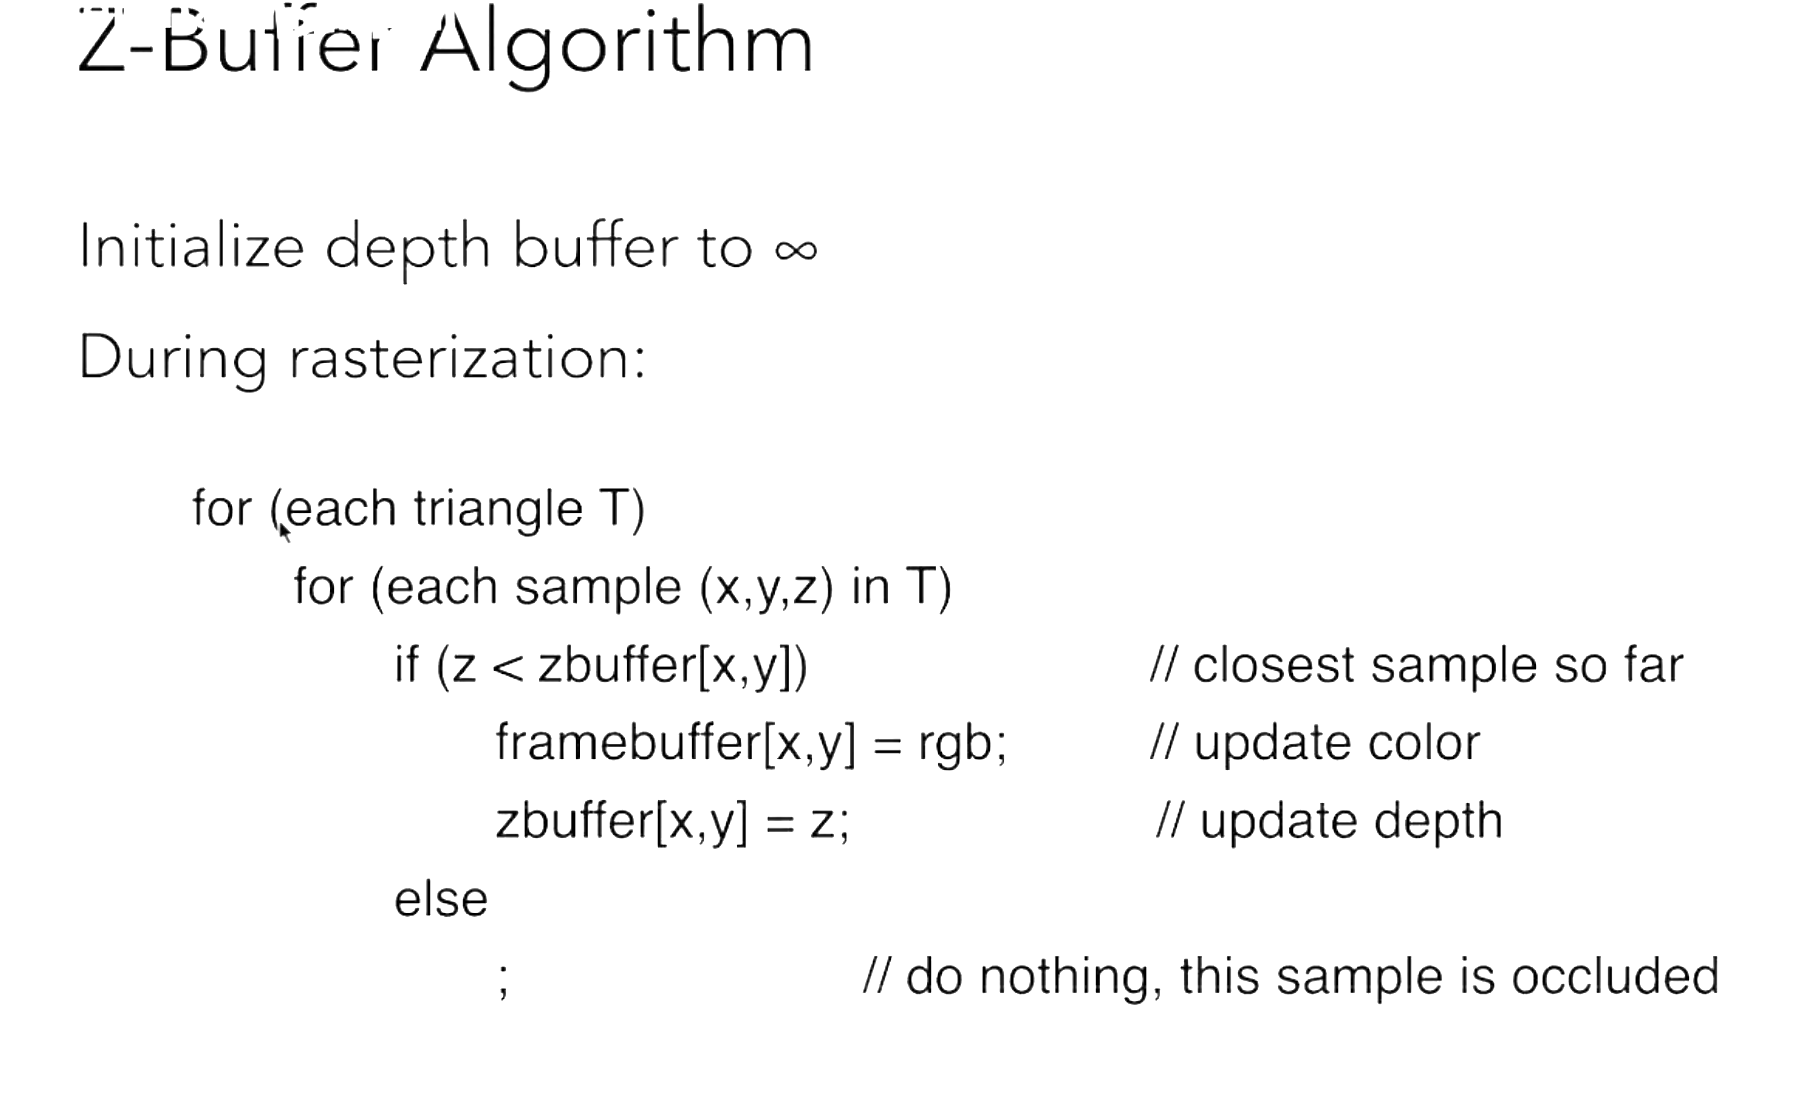 Z-Buffer Algorithm
Initialize depth buffer to ∞
During rasterization:
for (each triangle T)
for (each sample (x,y,z) in T)
if (z < zbuffer[x,y]) // closest sample so far
framebuffer[x,y] = rgb; // update color
zbuffer[x,y] = z; // update depth
else
; // do nothing, this sample is occluded